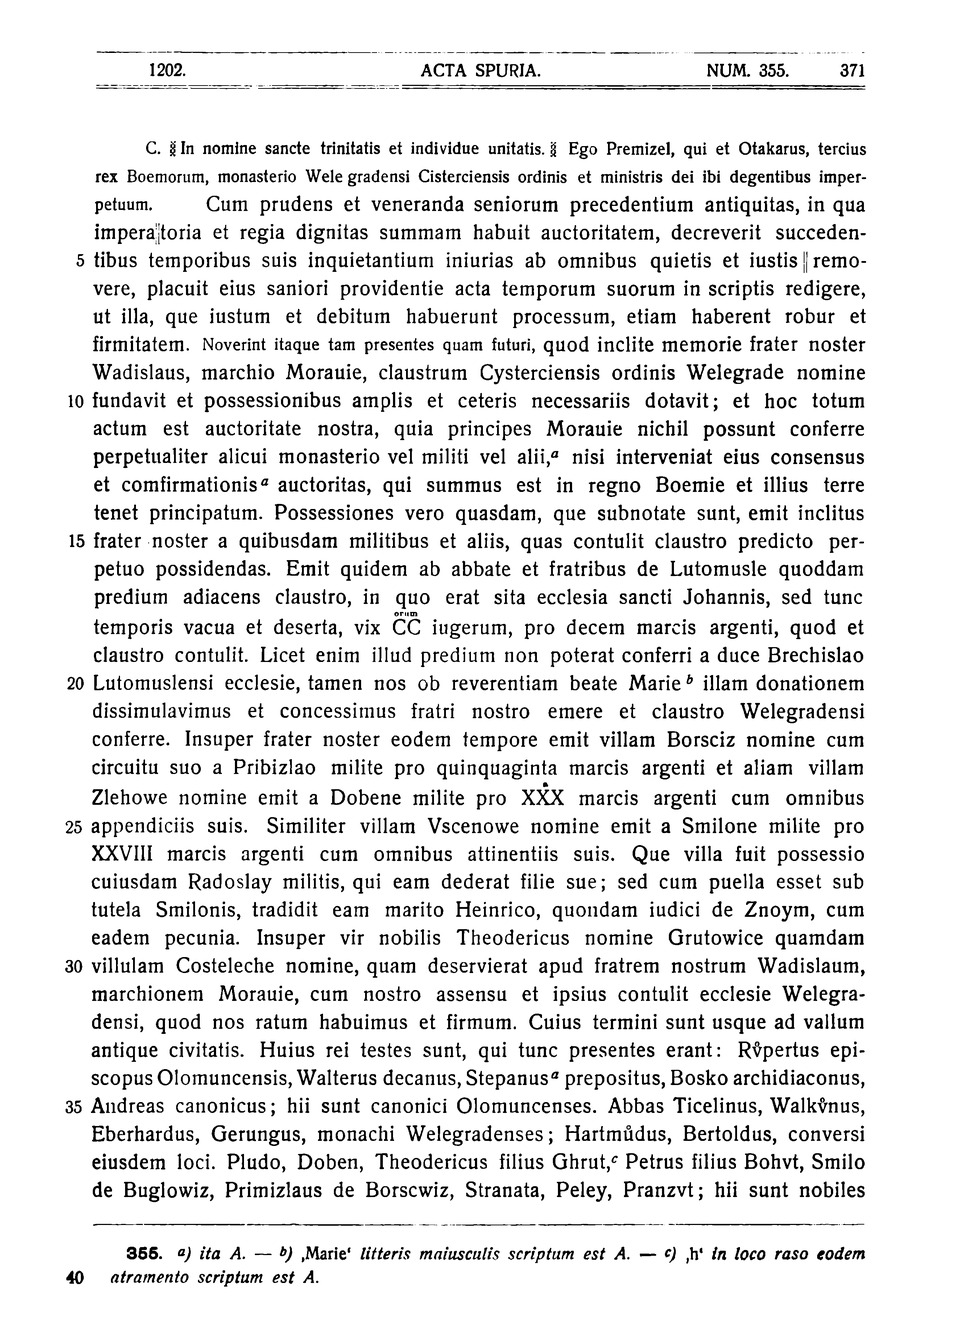 1202. ACTA SPURIA. NUM. 355. 371
C. § In nomine sancte trinitatis et individue unitatis. § Ego Premizel, qui et Otakarus, tercius
rex Boemorum, monasterio Wele gradensi Cisterciensis ordinis et ministris dei ibi degentibus imper-
petuum. Cum prudens et veneranda seniorum precedentium antiquitas, in qua
impera||toria et regia dignitas summam habuit auctoritatem, decreverit succeden-
5 tibus temporibus suis inquietantium iniurias ab omnibus quietis et iustis || remo-
vere, placuit eius saniori providentie acta temporum suorum in scriptis redigere,
ut illa, que iustum et debitum habuerunt processum, etiam haberent robur et
firmitatem. Noverint itaque tam presentes quam futuri, quod inclite memorie frater noster
Wadislaus, marchio Morauie, claustrum Cysterciensis ordinis Welegrade nomine
10 fundavit et possessionibus amplis et ceteris necessariis dotavit; et hoc totum
actum est auctoritate nostra, quia principes Morauie nichil possunt conferre
perpetualiter alicui monasterio vel militi vel alii,ᵃ nisi interveniat eius consensus
et comfirmationisᵃ auctoritas, qui summus est in regno Boemie et illius terre
tenet principatum. Possessiones vero quasdam, que subnotate sunt, emit inclitus
15 frater noster a quibusdam militibus et aliis, quas contulit claustro predicto per-
petuo possidendas. Emit quidem ab abbate et fratribus de Lutomusle quoddam
predium adiacens claustro, in quo erat sita ecclesia sancti Johannis, sed tunc
temporis vacua et deserta, vix CC^orum iugerum, pro decem marcis argenti, quod et
claustro contulit. Licet enim illud predium non poterat conferri a duce Brechislao
20 Lutomuslensi ecclesie, tamen nos ob reverentiam beate Marieᵇ illam donationem
dissimulavimus et concessimus fratri nostro emere et claustro Welegradensi
conferre. Insuper frater noster eodem tempore emit villam Borsciz nomine cum
circuitu suo a Pribizlao milite pro quinquaginta marcis argenti et aliam villam
Zlehowe nomine emit a Dobene milite pro XXX^a marcis argenti cum omnibus
25 appendiciis suis. Similiter villam Vscenowe nomine emit a Smilone milite pro
XXVIII marcis argenti cum omnibus attinentiis suis. Que villa fuit possessio
cuiusdam Radoslay militis, qui eam dederat filie sue; sed cum puella esset sub
tutela Smilonis, tradidit eam marito Heinrico, quondam iudici de Znoym, cum
eadem pecunia. Insuper vir nobilis Theodericus nomine Grutowice quamdam
30 villulam Costeleche nomine, quam deservierat apud fratrem nostrum Wadislaum,
marchionem Morauie, cum nostro assensu et ipsius contulit ecclesie Welegra-
densi, quod nos ratum habuimus et firmum. Cuius termini sunt usque ad vallum
antique civitatis. Huius rei testes sunt, qui tunc presentes erant: Rv̊pertus epi-
scopus Olomuncensis, Walterus decanus, Stepanusᵃ prepositus, Bosko archidiaconus,
35 Andreas canonicus; hii sunt canonici Olomuncenses. Abbas Ticelinus, Walkv̊nus,
Eberhardus, Gerungus, monachi Welegradenses; Hartmůdus, Bertoldus, conversi
eiusdem loci. Pludo, Doben, Theodericus filius Ghrut,ᶜ Petrus filius Bohvt, Smilo
de Buglowiz, Primizlaus de Borscwiz, Stranata, Peley, Pranzvt; hii sunt nobiles
355. a) ita A. — b) ‚Marie‘ litteris maiusculis scriptum est A. — c) ‚h‘ in loco raso eodem
40 atramento scriptum est A.